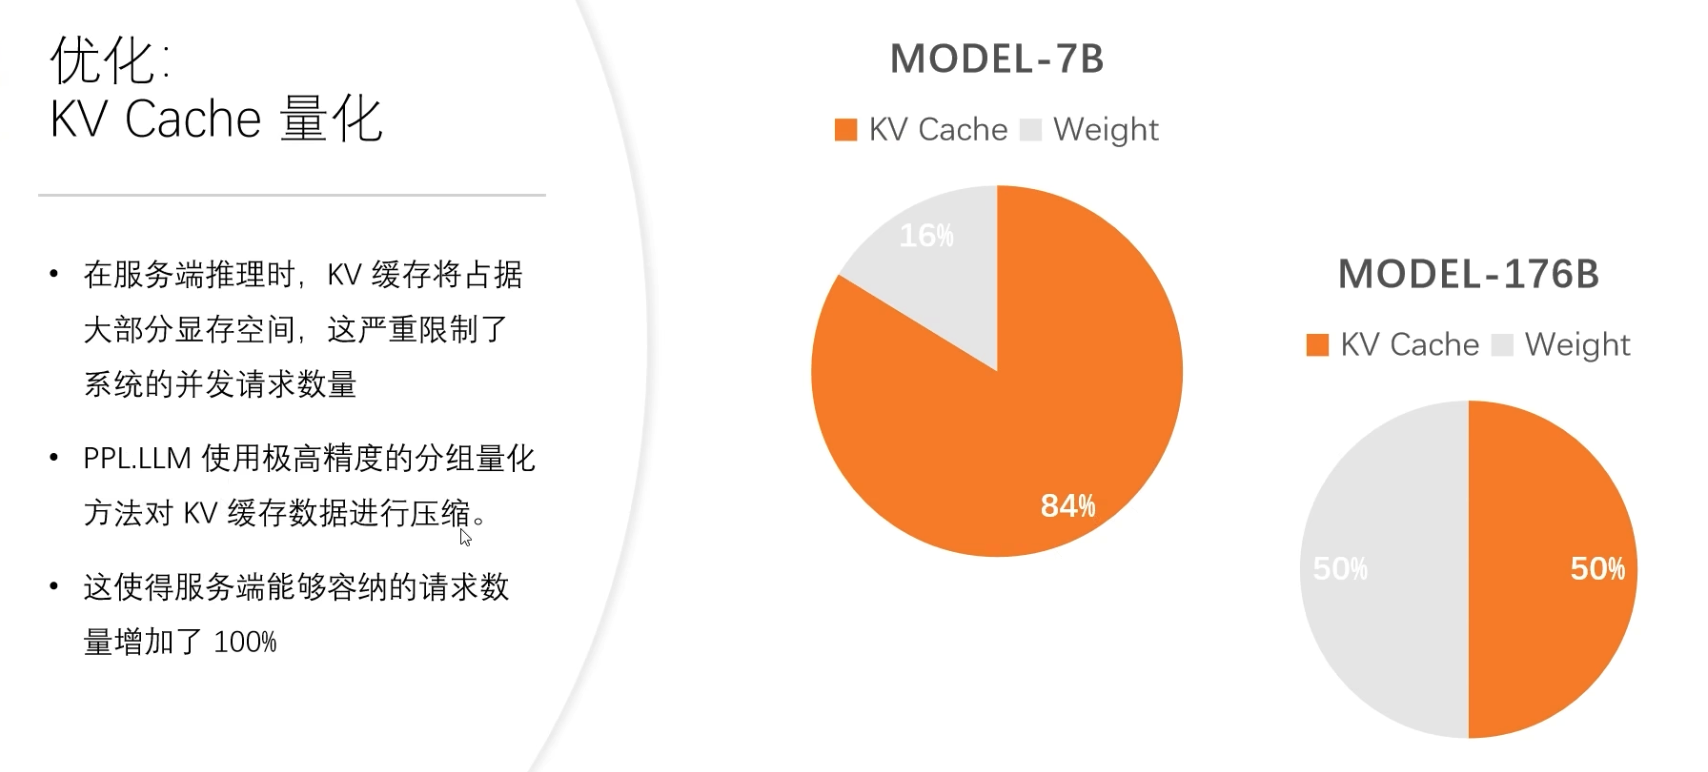 优化:
KV Cache 量化
• 在服务端推理时，KV 缓存将占据
大部分显存空间，这严重限制了
系统的并发请求数量
• PPL.LLM 使用极高精度的分组量化
方法对 KV 缓存数据进行压缩。
• 这使得服务端能够容纳的请求数
量增加了 100%
MODEL-7B
KV Cache Weight
16%
84%
MODEL-176B
KV Cache Weight
50% 50%